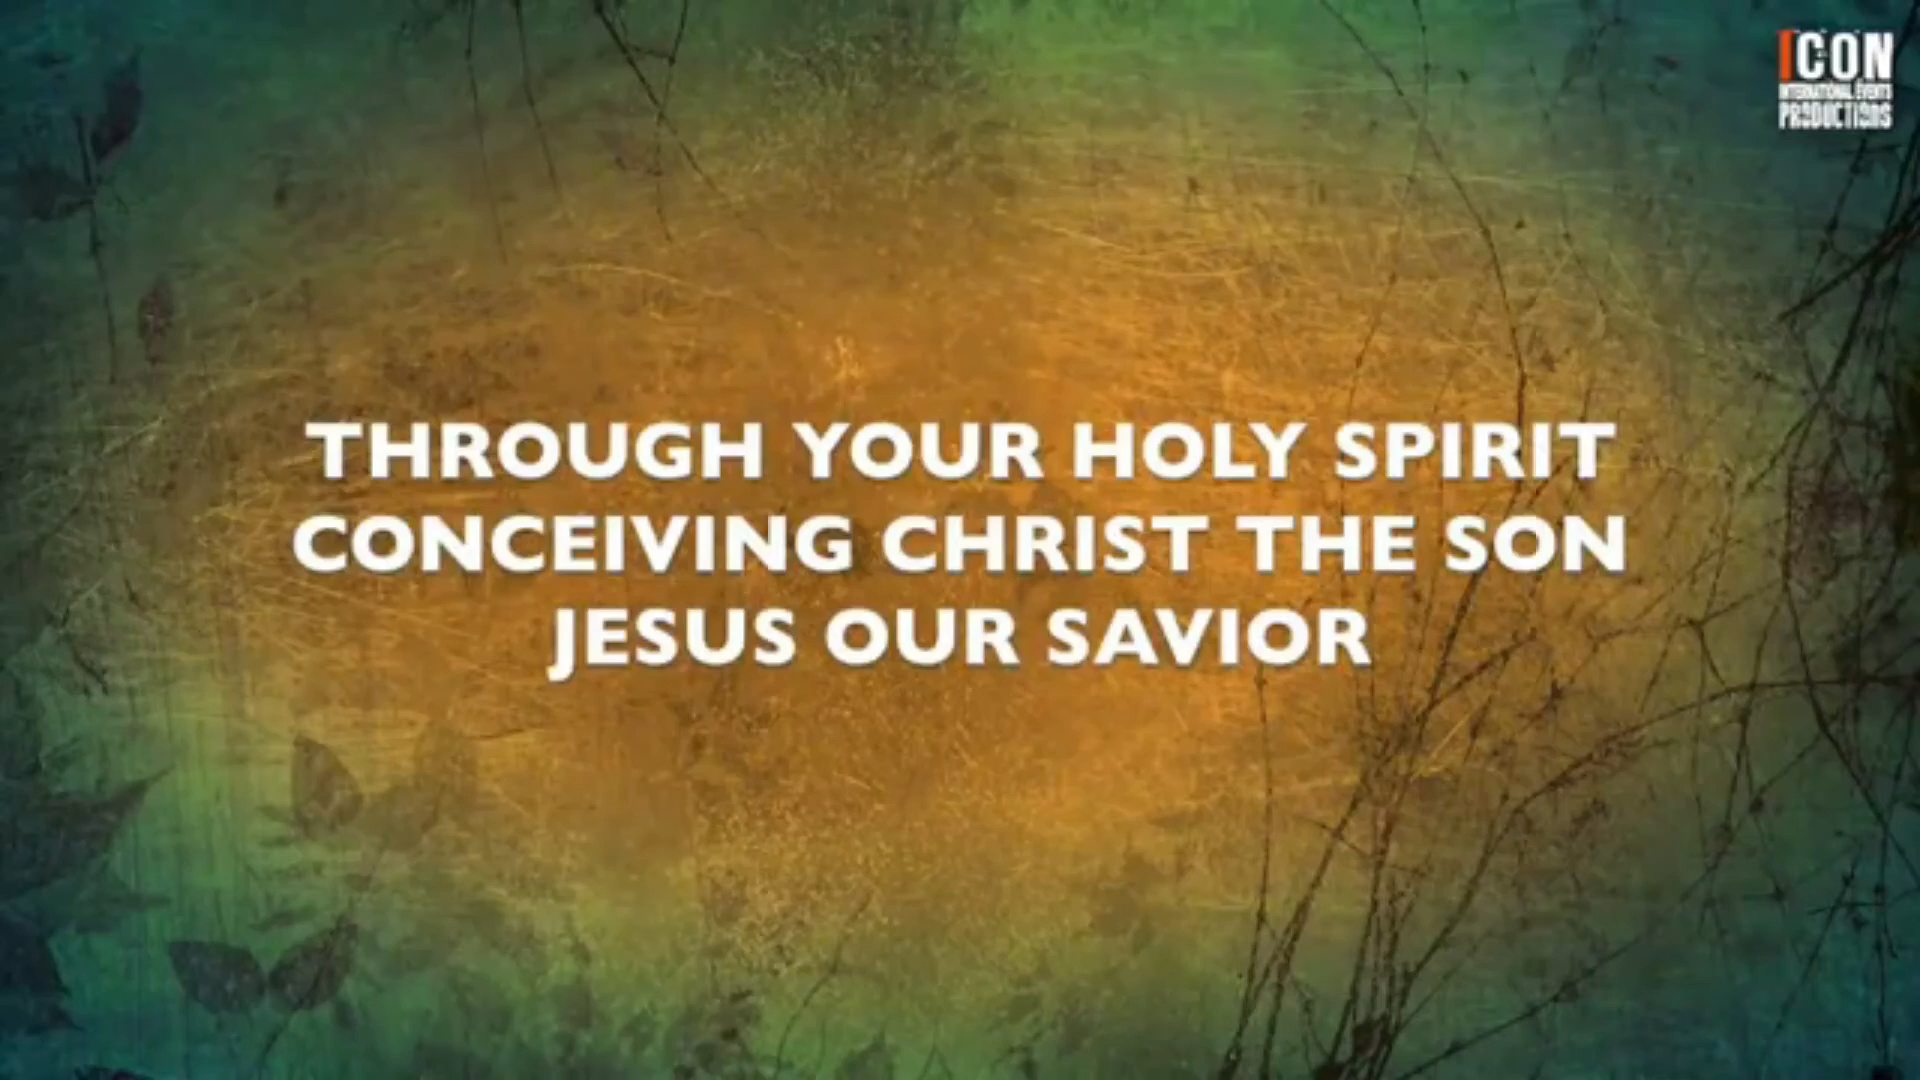 ICON
INTERNATIONAL EVENTS
PRODUCTIONS
THROUGH YOUR HOLY SPIRIT
CONCEIVING CHRIST THE SON
JESUS OUR SAVIOR